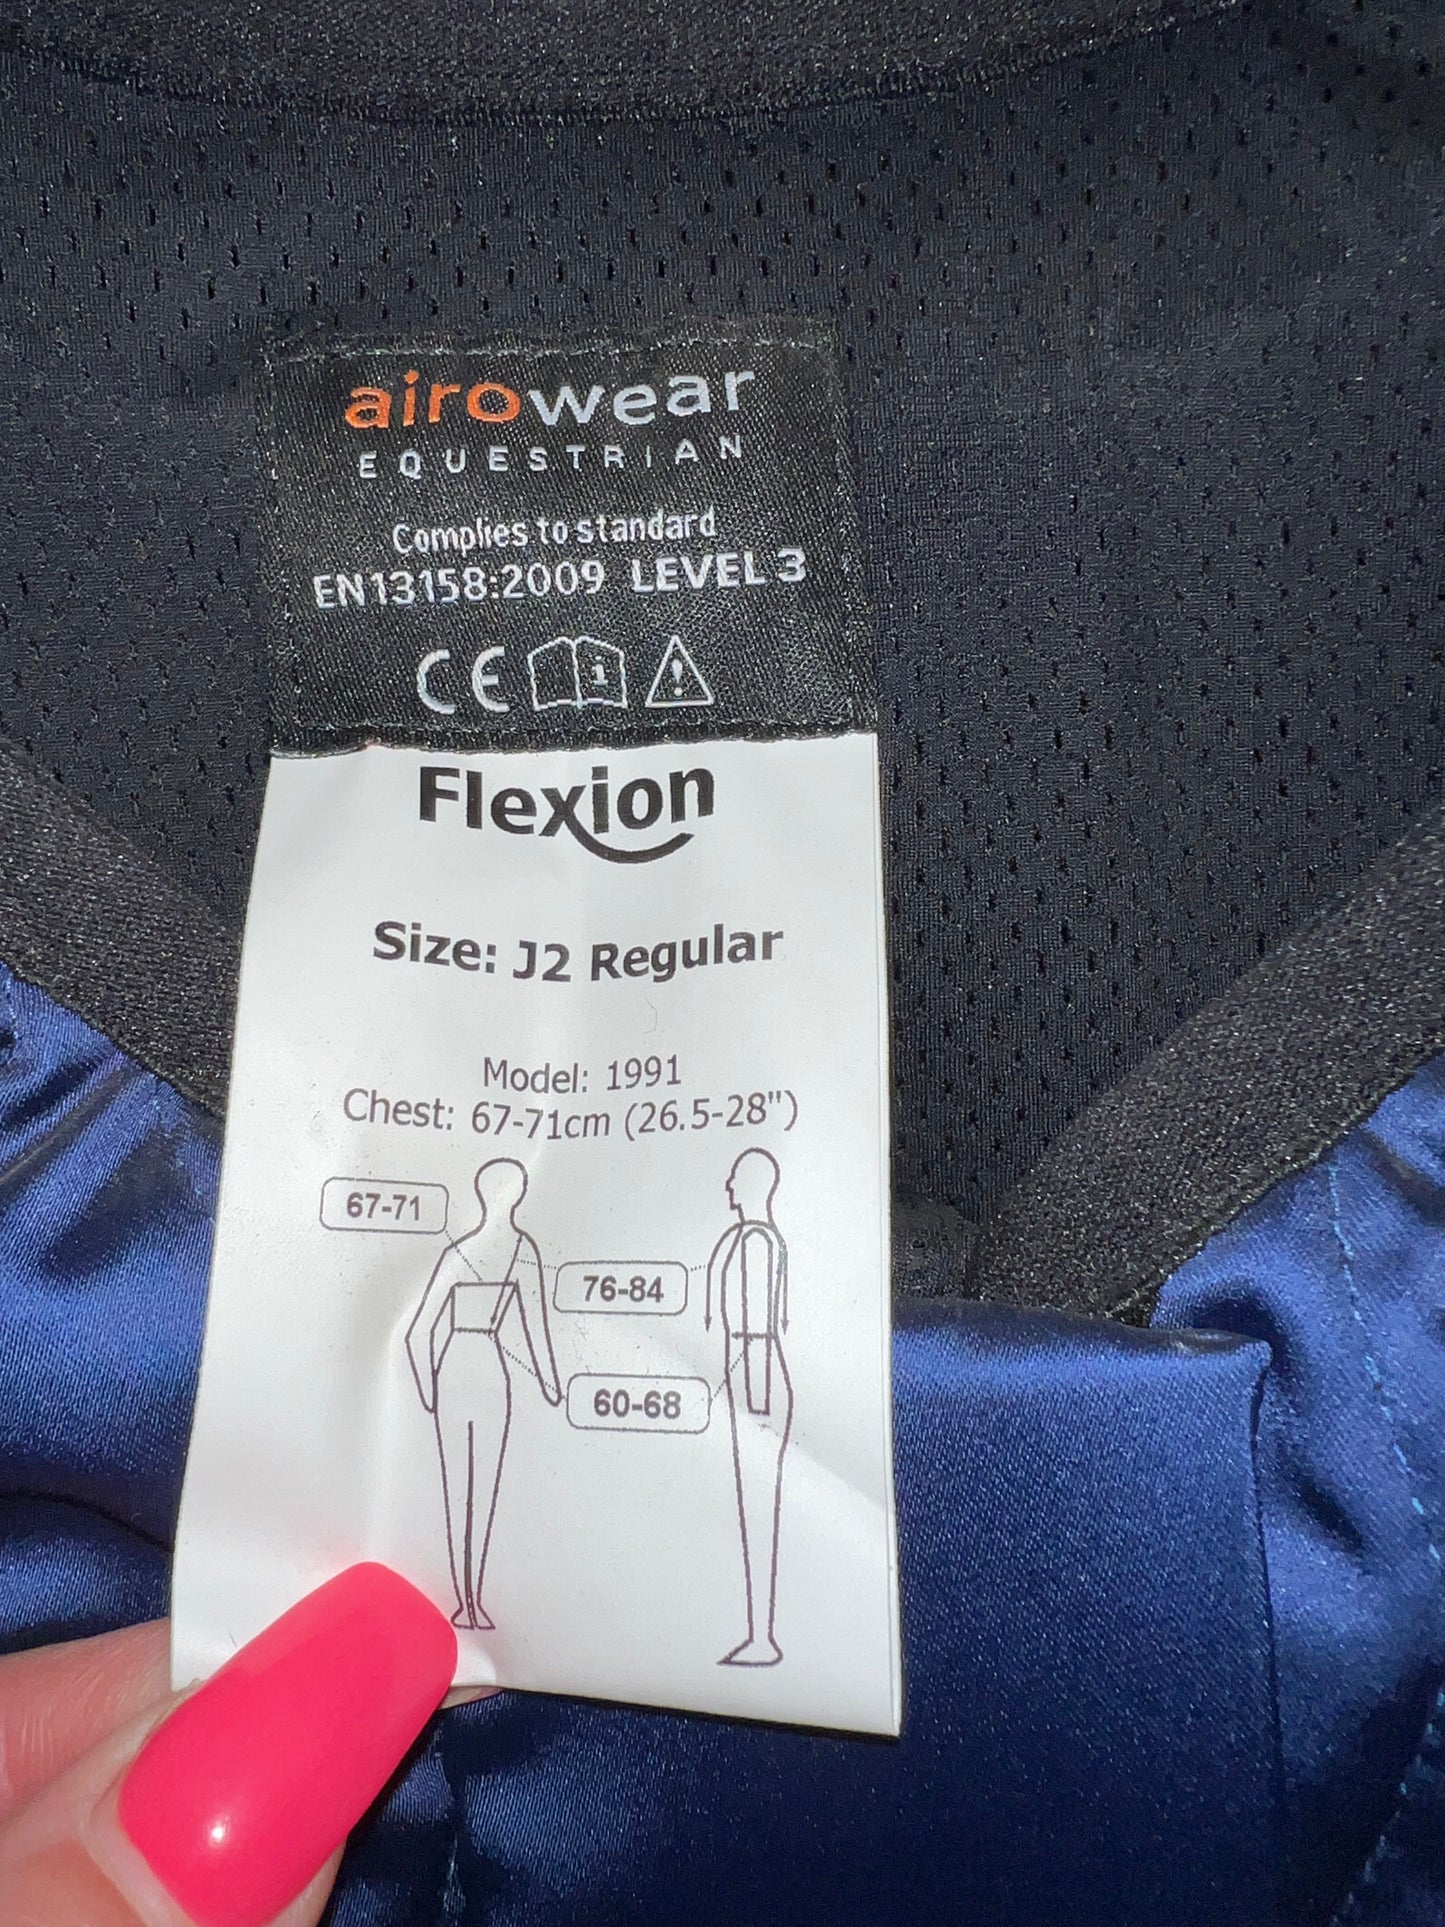 airowear
EQUESTRIAN
Complies to standard
EN13158:2009 LEVEL 3
CE i !
Flexion
Size: J2 Regular
Model: 1991
Chest: 67-71cm (26.5-28")
67-71
76-84
60-68